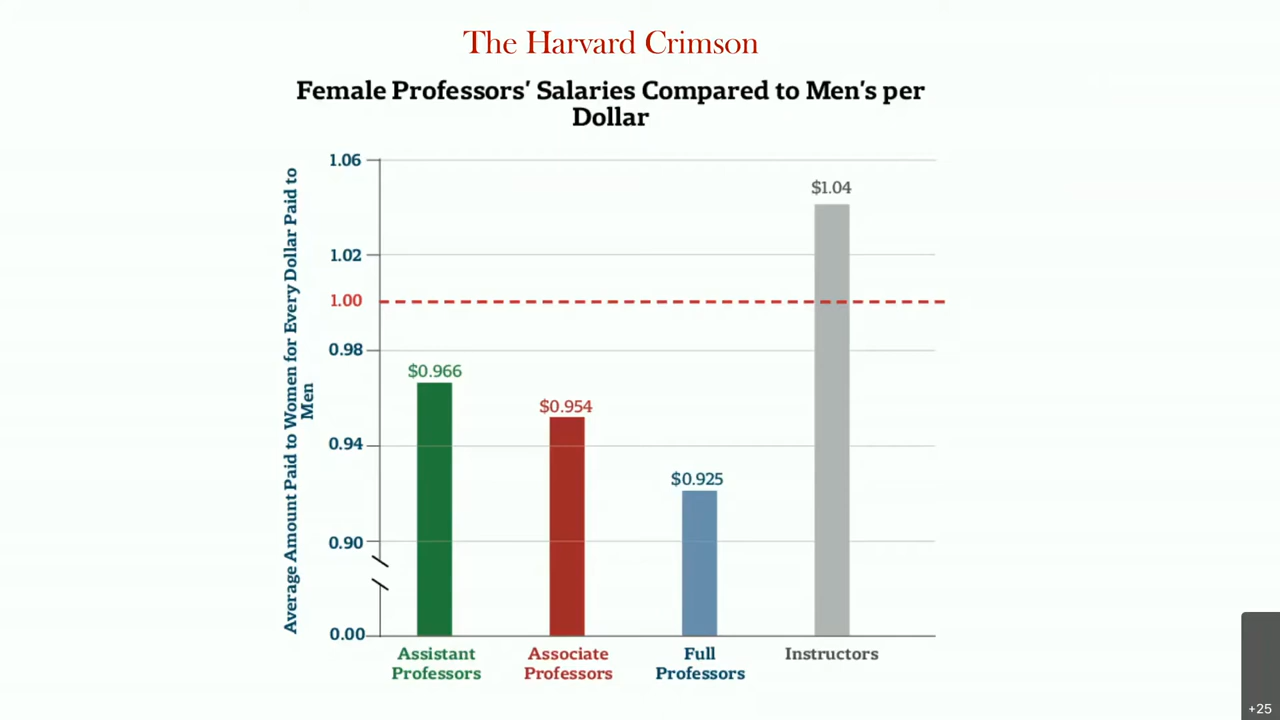 The Harvard Crimson
Female Professors' Salaries Compared to Men's per
Dollar
Average Amount Paid to Women for Every Dollar Paid to
Men
1.06
1.02
1.00
0.98
0.94
0.90
0.00
$0.966
$0.954
$0.925
$1.04
Assistant
Professors
Associate
Professors
Full
Professors
Instructors
+25